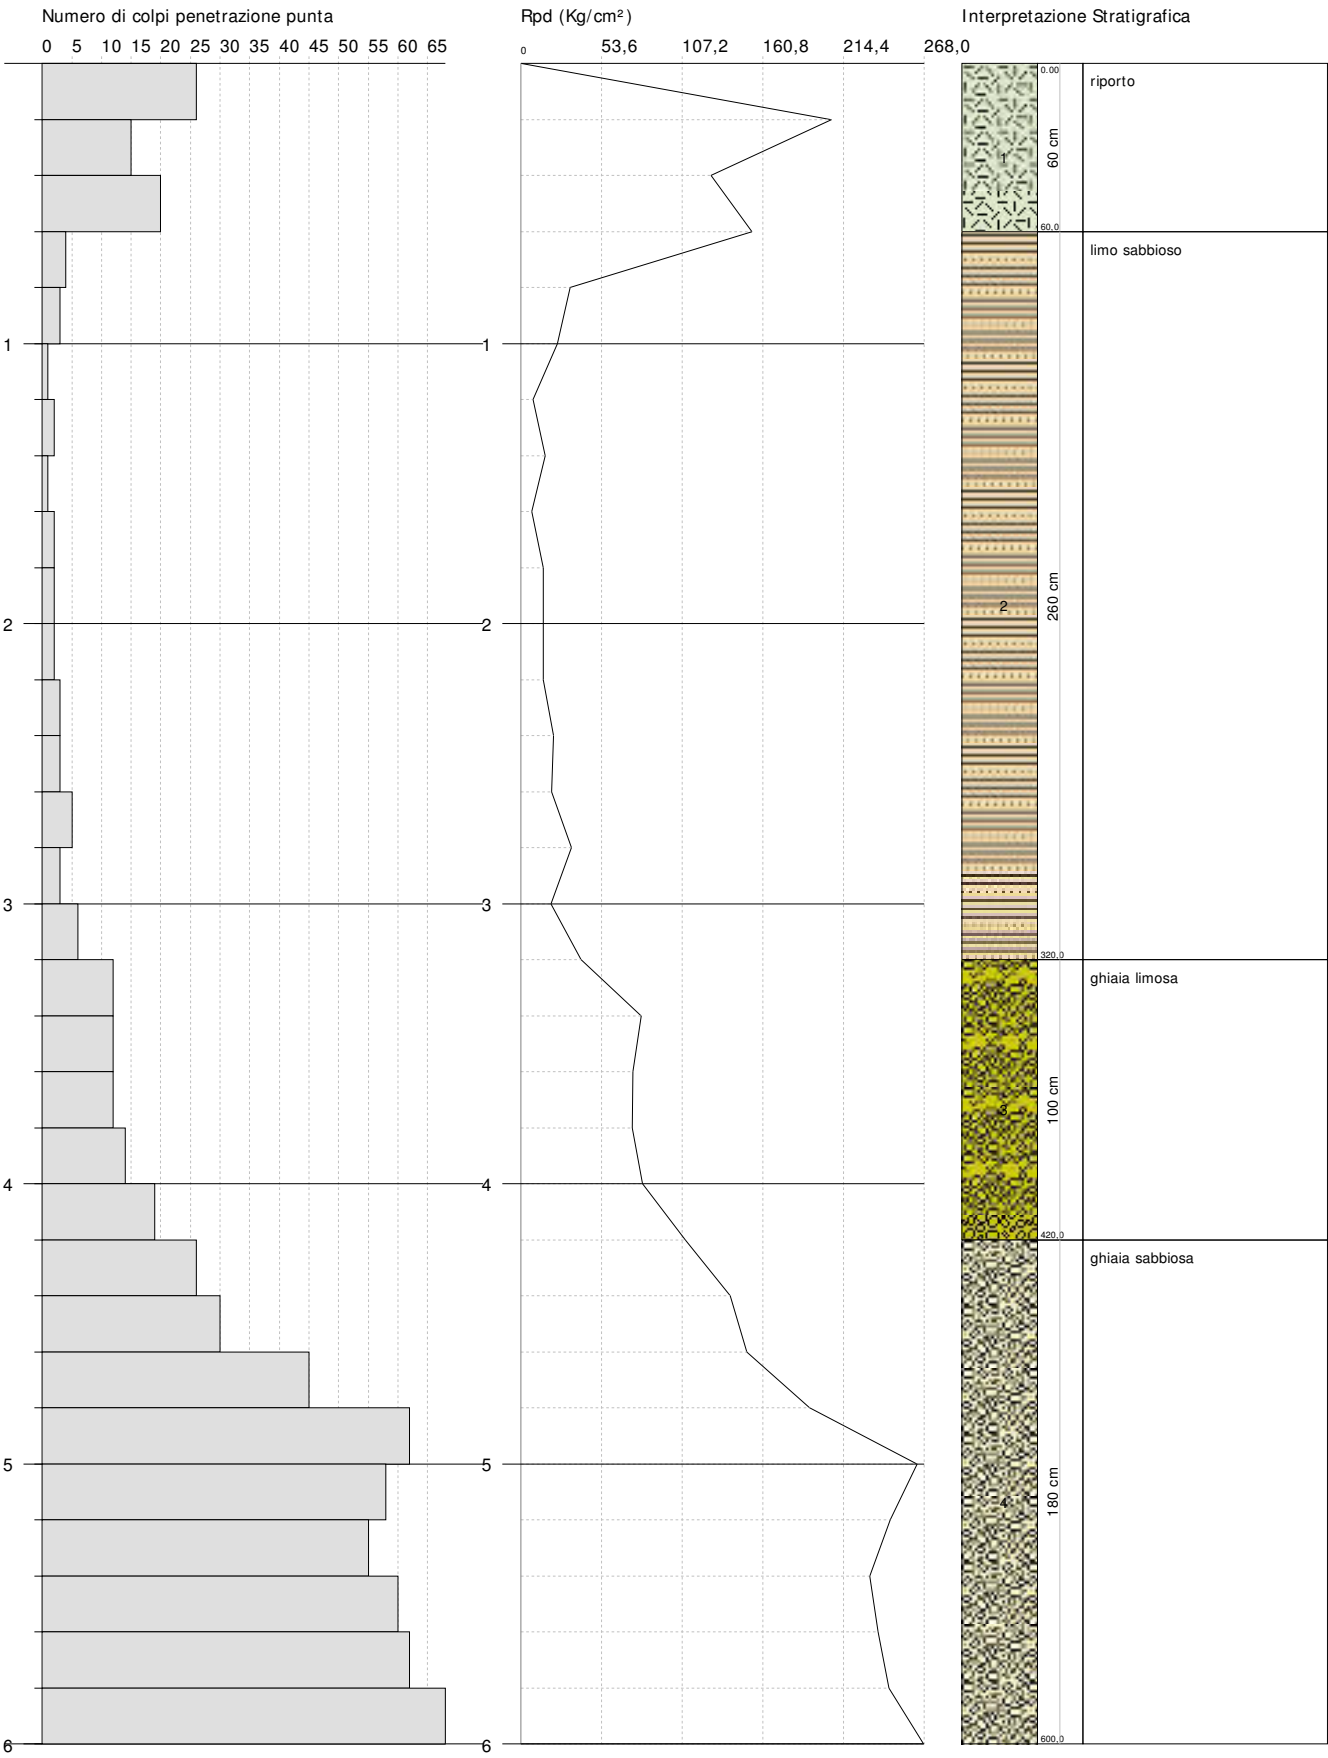 Numero di colpi penetrazione punta
0 5 10 15 20 25 30 35 40 45 50 55 60 65
1
2
3
4
5
6
Rpd (Kg/cm²)
0 53,6 107,2 160,8 214,4 268,0
1
2
3
4
5
6
Interpretazione Stratigrafica
0.00
1
60 cm
riporto
60,0
2
260 cm
limo sabbioso
320,0
3
100 cm
ghiaia limosa
420,0
4
180 cm
ghiaia sabbiosa
600,0